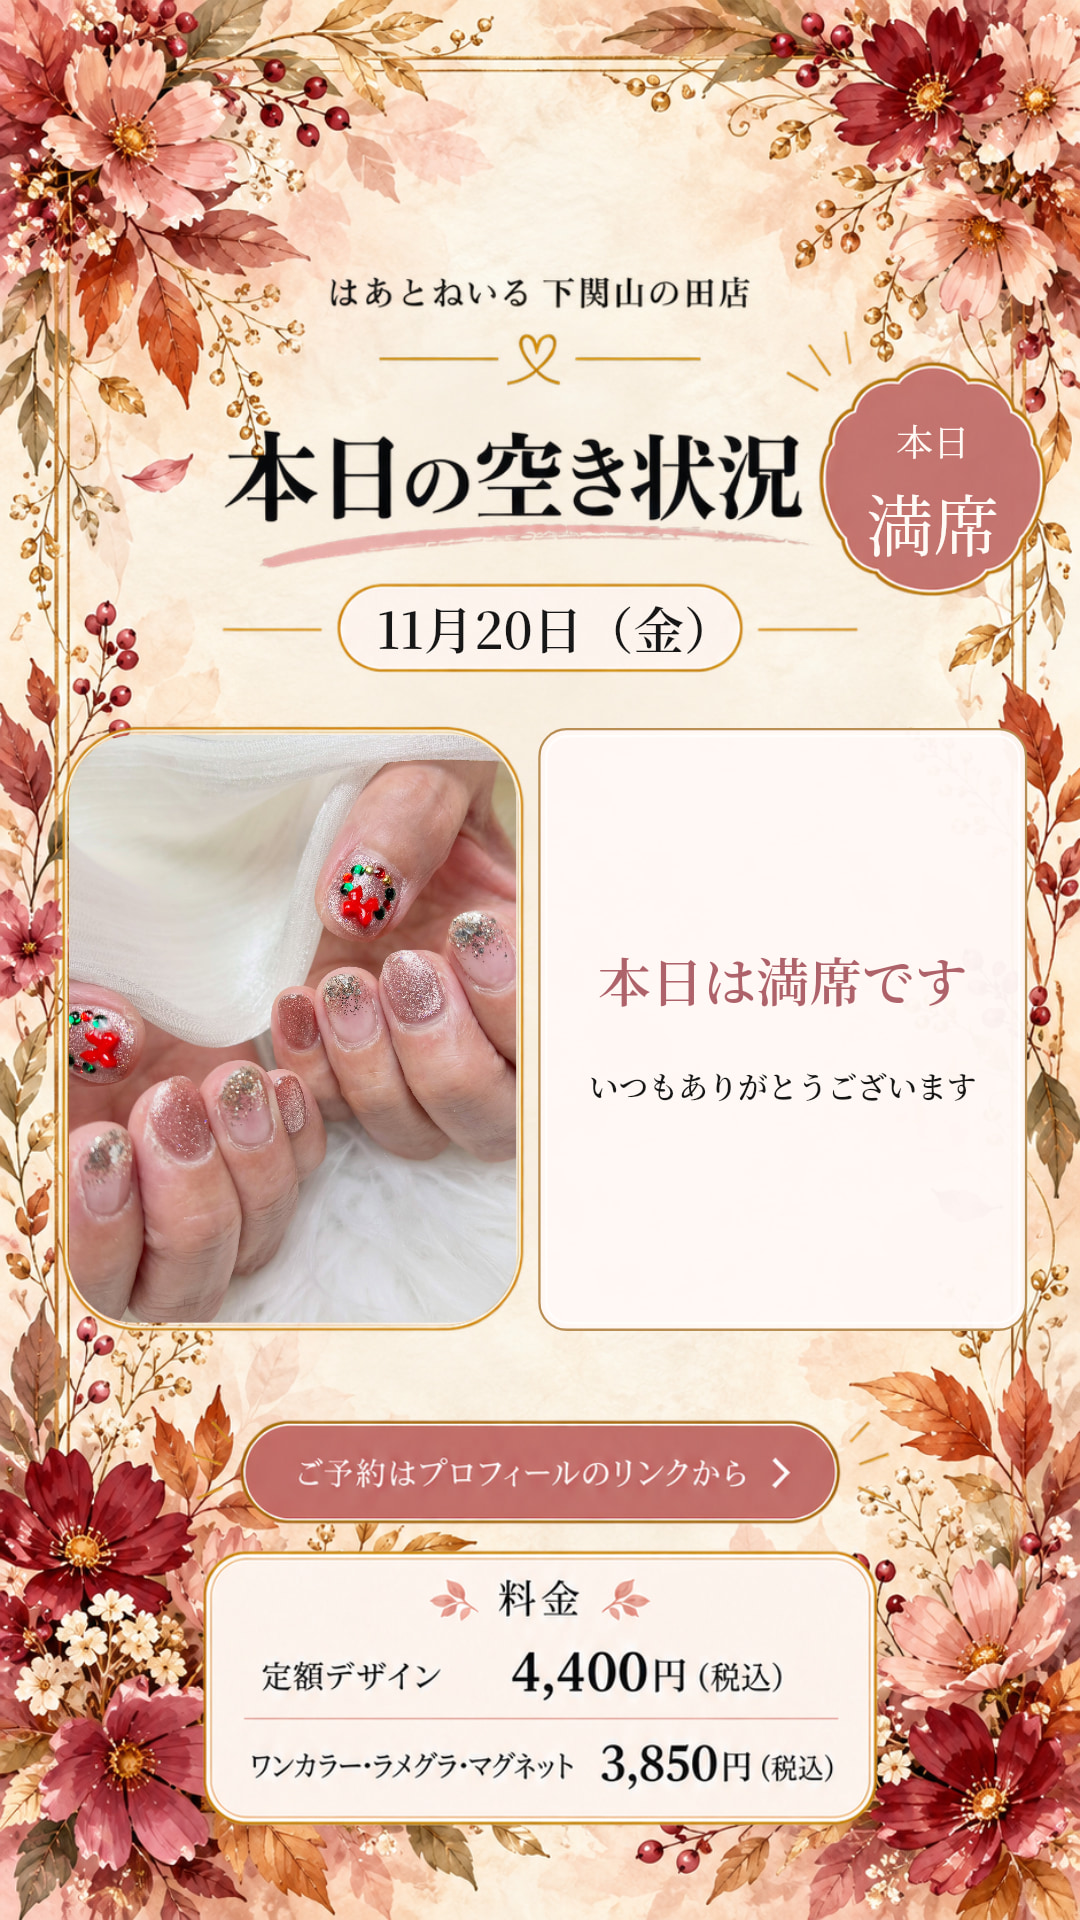 はあとねいる 下関山の田店
本日の空き状況
本日
満席
11月20日（金）
本日は満席です
いつもありがとうございます
ご予約はプロフィールのリンクから
料金
定額デザイン 4,400円 (税込)
ワンカラー・ラメグラ・マグネット 3,850円 (税込)